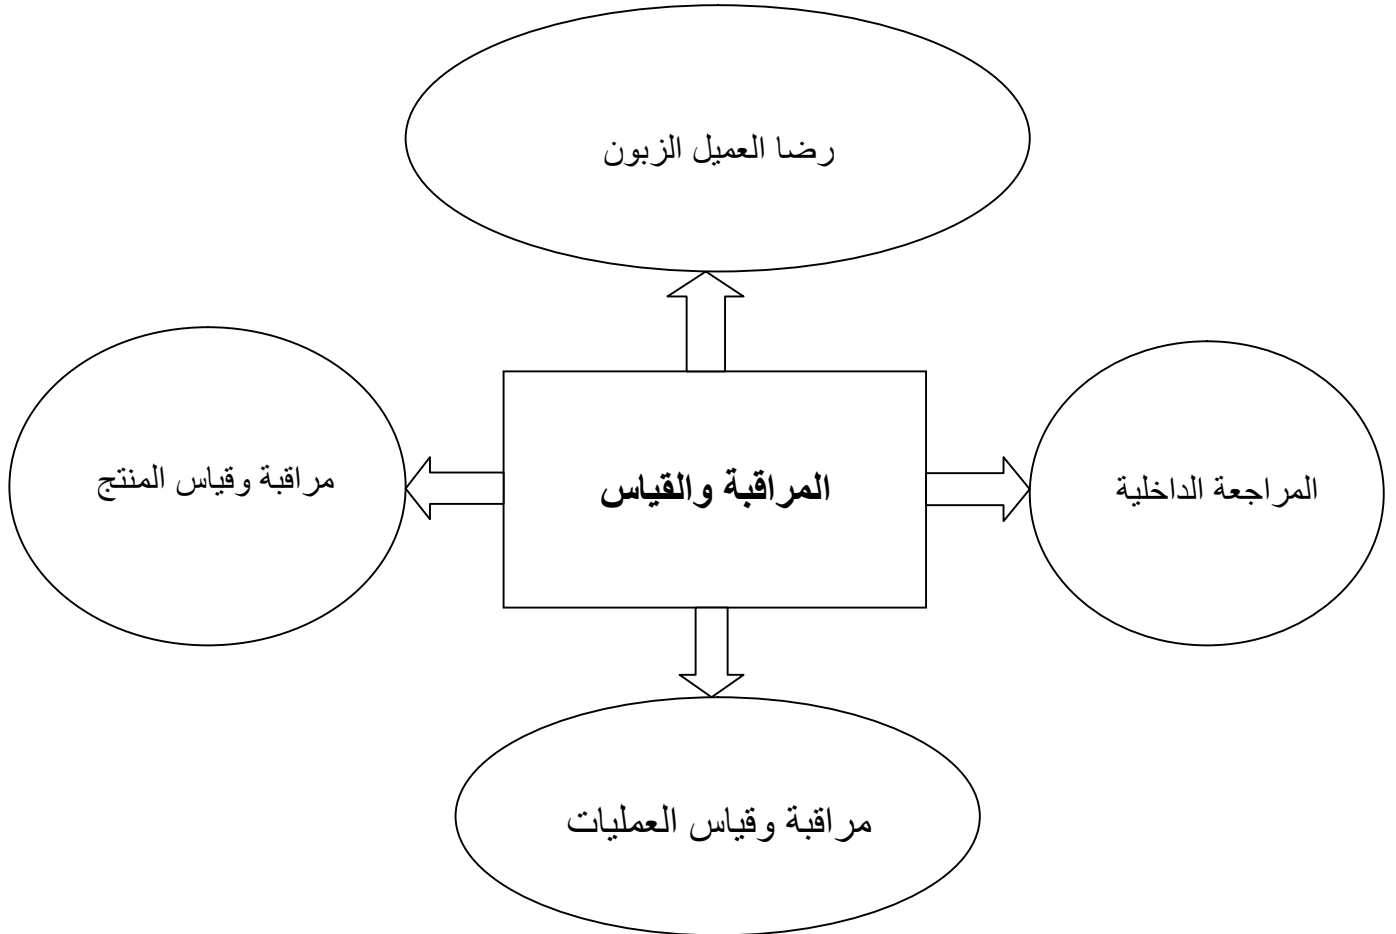 رضا العميل الزبون
المراجعة الداخلية
المراقبة والقياس
مراقبة وقياس المنتج
مراقبة وقياس العمليات